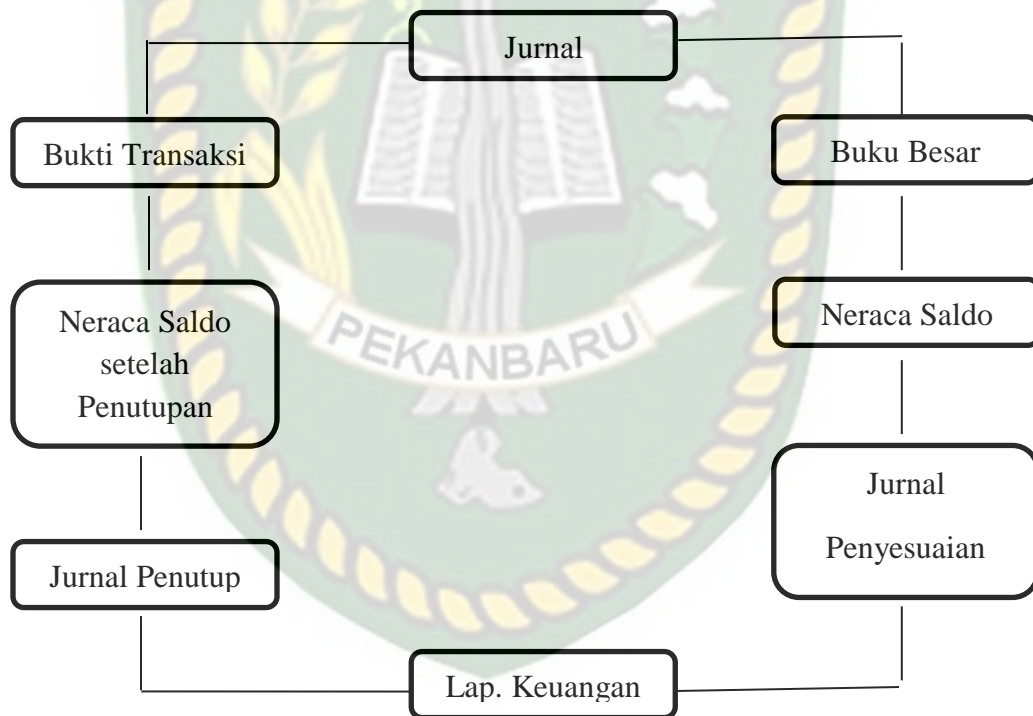 Jurnal
Bukti Transaksi
Buku Besar
Neraca Saldo
setelah
Penutupan
Neraca Saldo
PEKANBARU
Jurnal
Penyesuaian
Jurnal Penutup
Lap. Keuangan